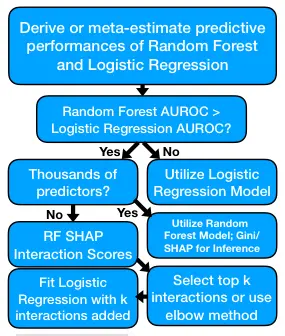 Derive or meta-estimate predictive
performances of Random Forest
and Logistic Regression
Random Forest AUROC >
Logistic Regression AUROC?
Yes
No
Thousands of
predictors?
Utilize Logistic
Regression Model
No
Yes
Utilize Random
Forest Model; Gini/
SHAP for Inference
RF SHAP
Interaction Scores
Select top k
interactions or use
elbow method
Fit Logistic
Regression with k
interactions added